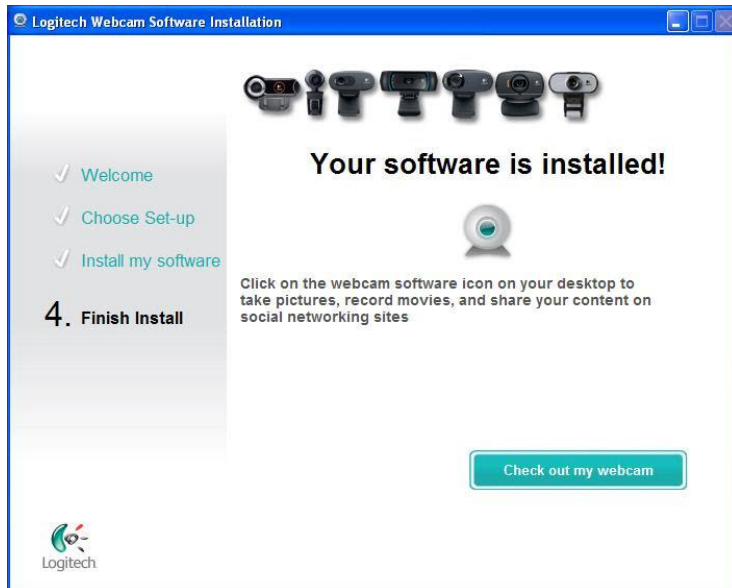 Logitech Webcam Software Installation
Your software is installed!
Welcome
Choose Set-up
Install my software
4. Finish Install
Click on the webcam software icon on your desktop to
take pictures, record movies, and share your content on
social networking sites
Check out my webcam
Logitech